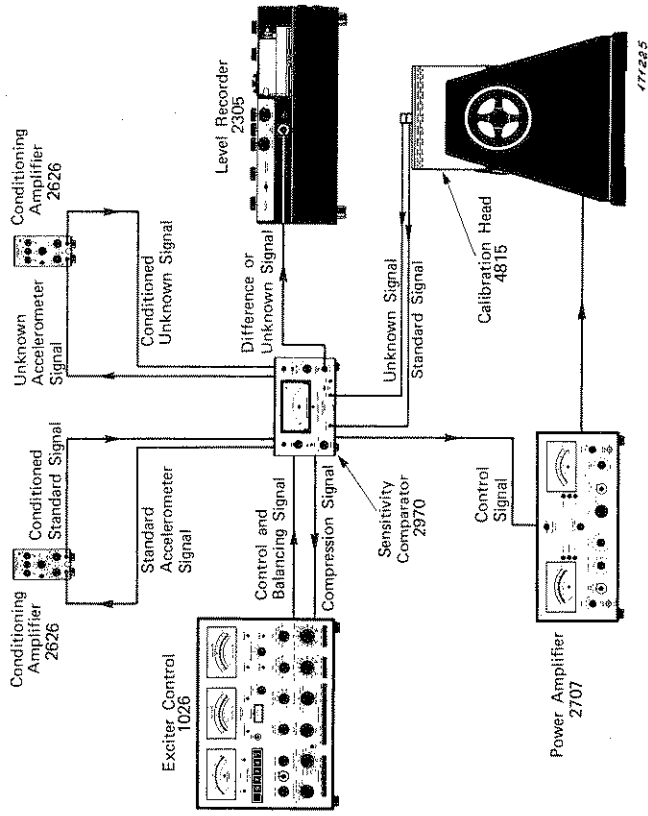 Conditioning
Amplifier
2626
Conditioned
Standard Signal
Standard
Accelerometer
Signal
Unknown
Accelerometer
Signal
Conditioning
Amplifier
2626
Conditioned
Unknown Signal
Exciter Control
1026
Control and
Balancing Signal
Compression Signal
Sensitivity
Comparator
2970
Difference or
Unknown Signal
Level Recorder
2305
Unknown Signal
Standard Signal
Calibration Head
4815
Control
Signal
Power Amplifier
2707
171225